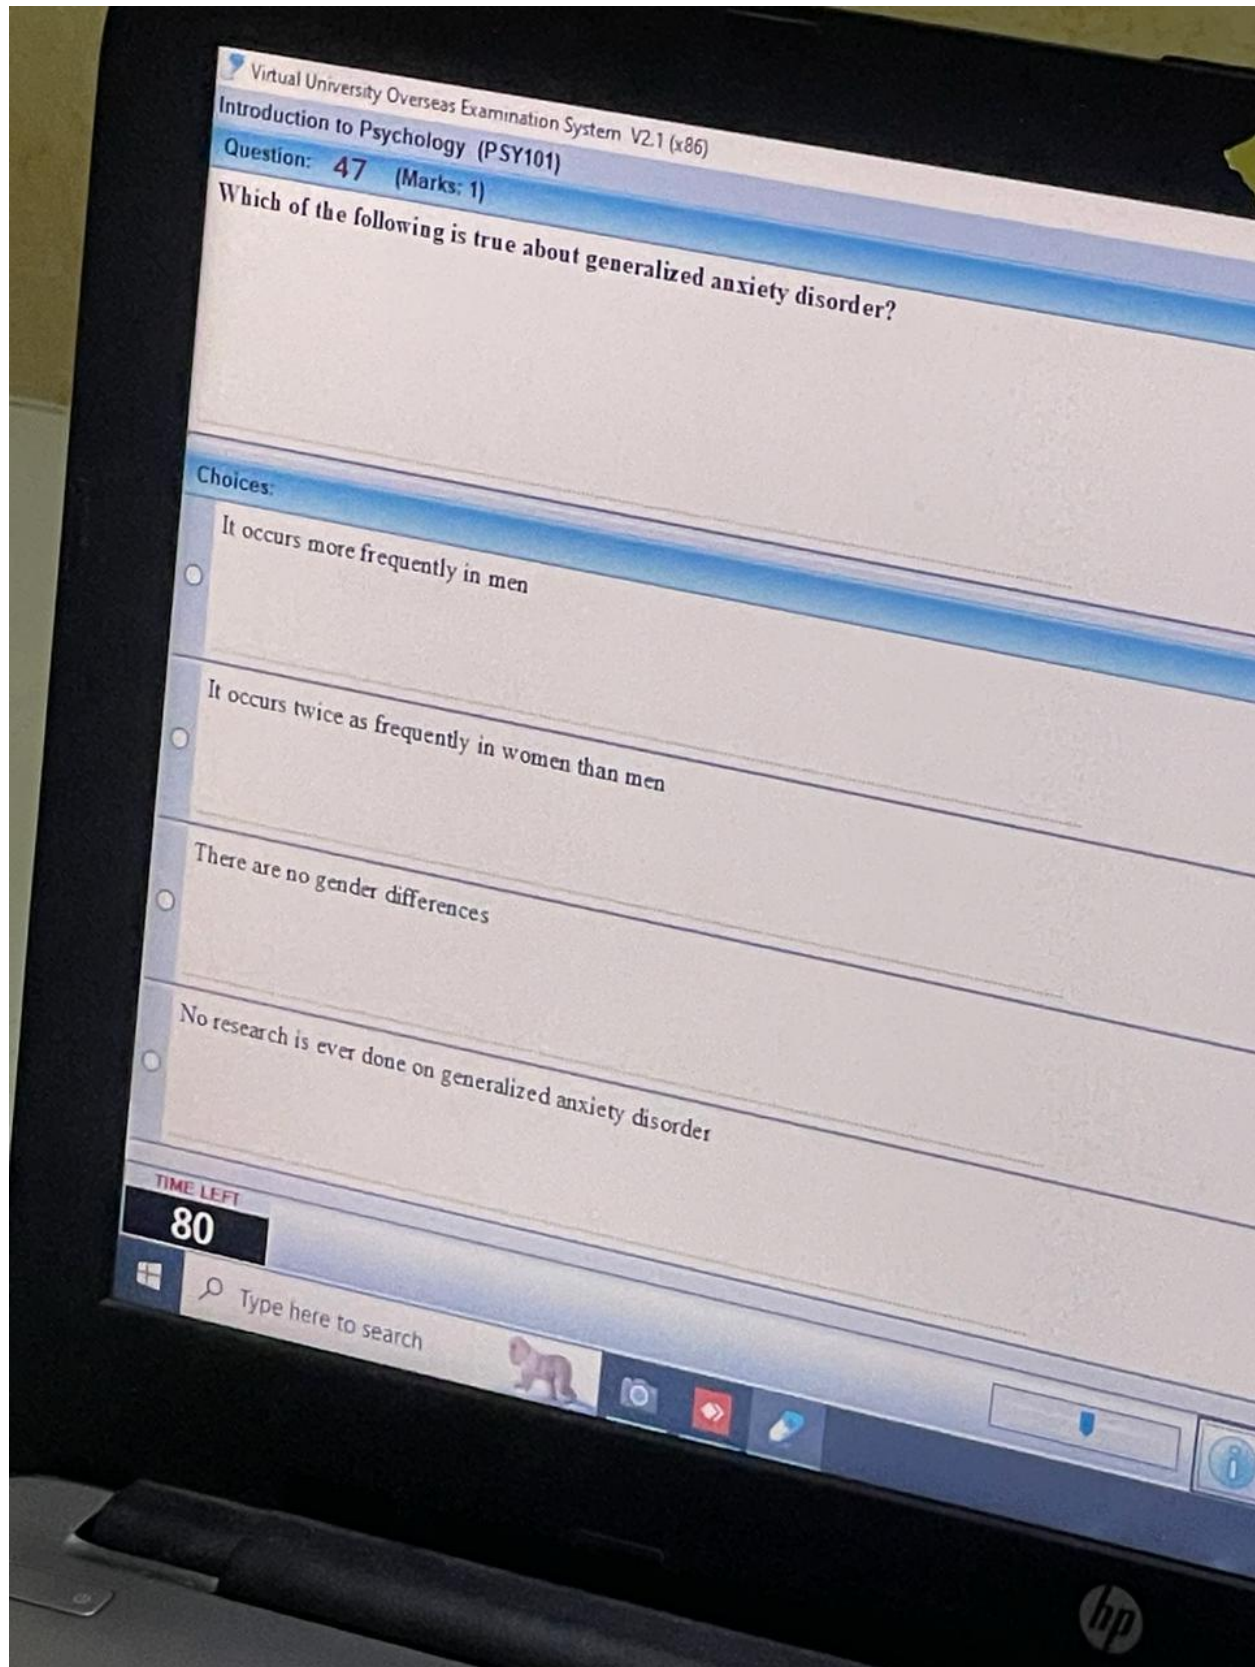 Virtual University Overseas Examination System V2.1 (x86)
Introduction to Psychology (PSY101)
Question: 47 (Marks: 1)
Which of the following is true about generalized anxiety disorder?
Choices:
It occurs more frequently in men
It occurs twice as frequently in women than men
There are no gender differences
No research is ever done on generalized anxiety disorder
TIME LEFT
80
Type here to search
i
hp